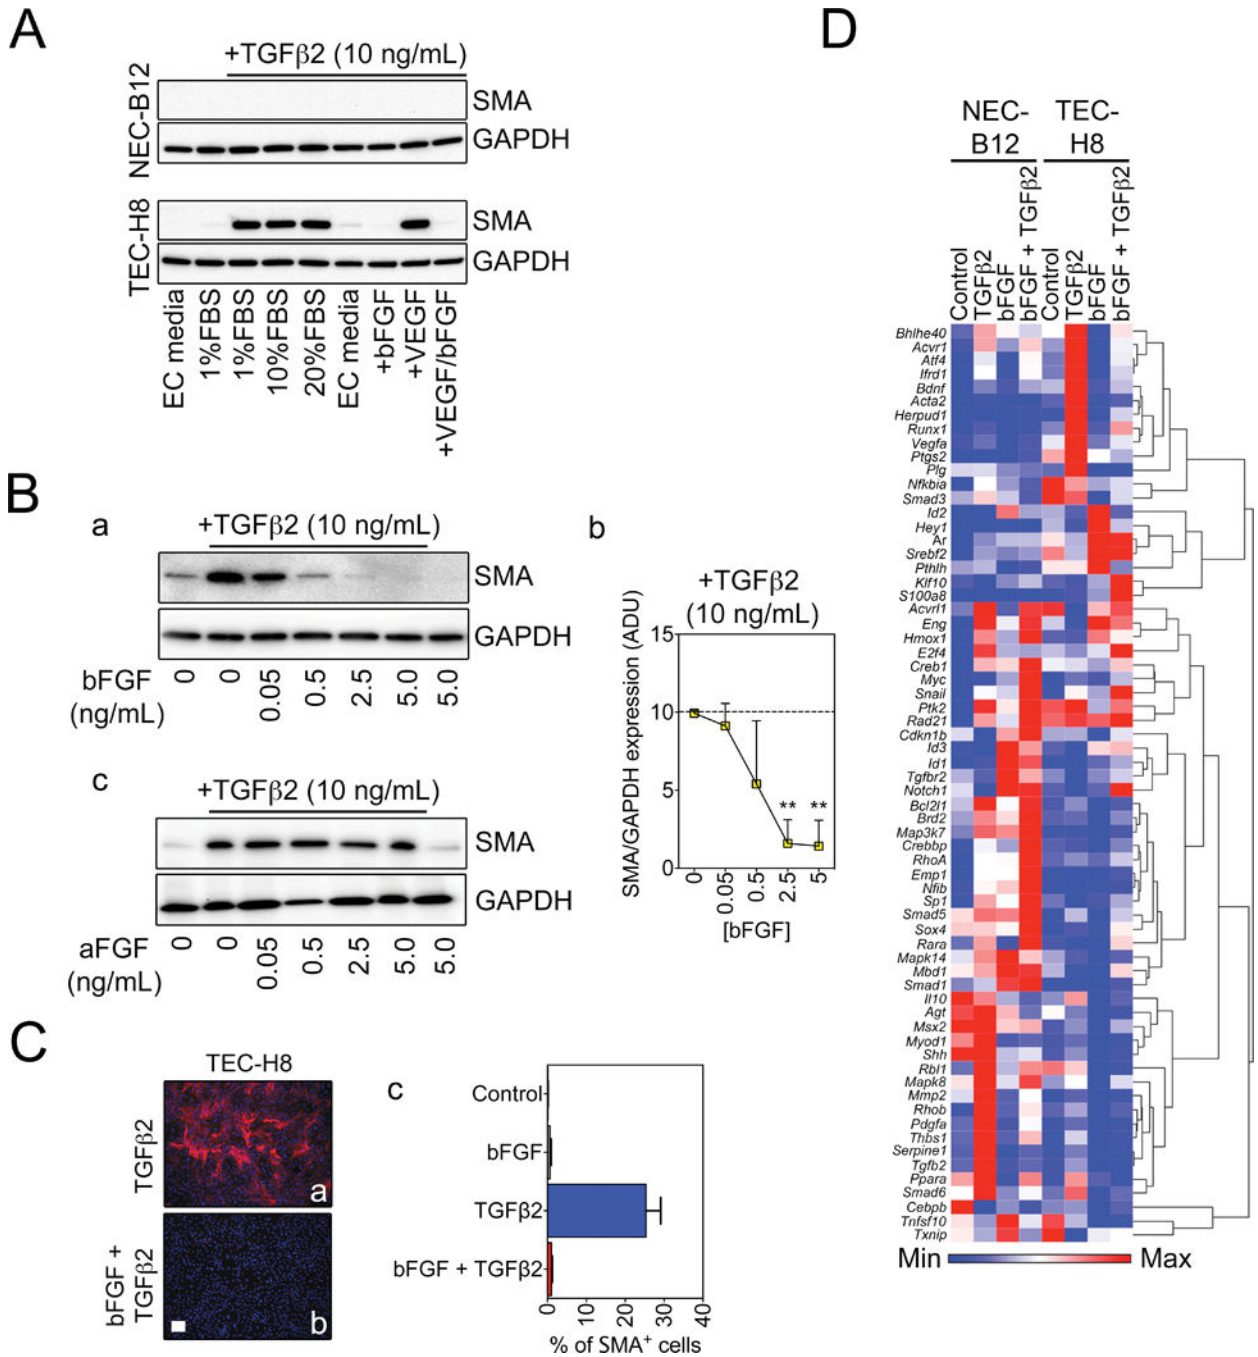 A
+TGFβ2 (10 ng/mL)
NEC-B12
SMA
GAPDH
TEC-H8
SMA
GAPDH
EC media
1%FBS
1%FBS
10%FBS
20%FBS
EC media
+bFGF
+VEGF
+VEGF/bFGF
B
a
+TGFβ2 (10 ng/mL)
SMA
GAPDH
bFGF (ng/mL)
0 0 0.05 0.5 2.5 5.0 5.0
b
+TGFβ2
(10 ng/mL)
SMA/GAPDH expression (ADU)
15
10
5
0
** **
0 0.05 0.5 2.5 5
[bFGF]
c
+TGFβ2 (10 ng/mL)
SMA
GAPDH
aFGF (ng/mL)
0 0 0.05 0.5 2.5 5.0 5.0
C
TEC-H8
TGFβ2
a
bFGF +
TGFβ2
b
c
Control
bFGF
TGFβ2
bFGF + TGFβ2
0 10 20 30 40
% of SMA+ cells
D
NEC-
B12
TEC-
H8
Control
TGFβ2
bFGF
bFGF + TGFβ2
Control
TGFβ2
bFGF
bFGF + TGFβ2
Bhlhe40
Acvr1
Atf4
Ifrd1
Bdnf
Acta2
Herpud1
Runx1
Vegfa
Ptgs2
Plg
Nfkbia
Smad3
Id2
Hey1
Ar
Srebf2
Pthlh
Klf10
S100a8
Acvrl1
Eng
Hmox1
E2f4
Creb1
Myc
Snail
Ptk2
Rad21
Cdkn1b
Id3
Id1
Tgfbr2
Notch1
Bcl2l1
Brd2
Map3k7
Crebbp
RhoA
Emp1
Nfib
Sp1
Smad5
Sox4
Rara
Mapk14
Mbd1
Smad1
Il10
Agt
Msx2
Myod1
Shh
Rbl1
Mapk8
Mmp2
Rhob
Pdgfa
Thbs1
Serpine1
Tgfb2
Ppara
Smad6
Cebpb
Tnfsf10
Txnip
Min Max